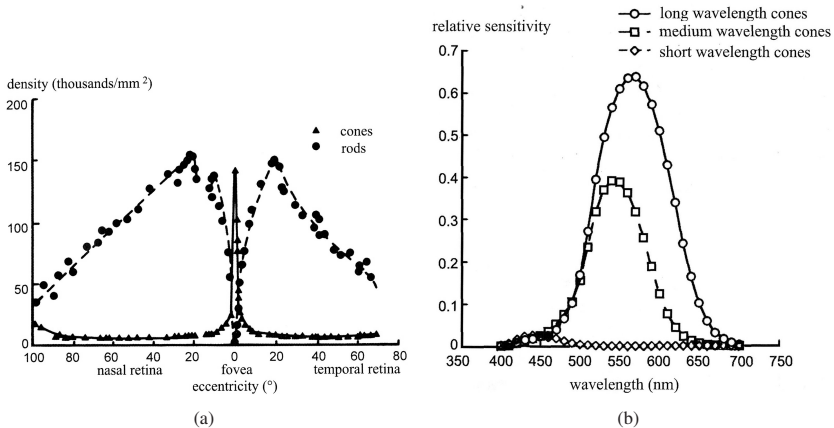 density (thousands/mm 2)
200
150
100
50
0
cones
rods
100 80 60 40 20 0 20 40 60 80
nasal retina fovea temporal retina
eccentricity (°)
(a)
relative sensitivity
long wavelength cones
medium wavelength cones
short wavelength cones
0.7
0.6
0.5
0.4
0.3
0.2
0.1
0
350 400 450 500 550 600 650 700 750
wavelength (nm)
(b)